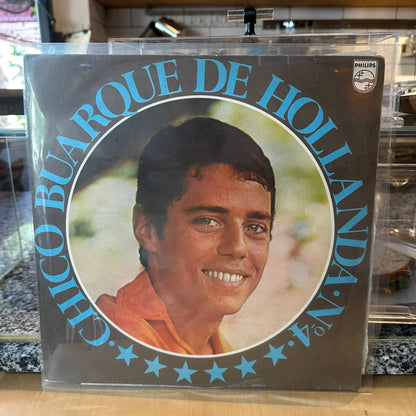 PHILIPS
CHICO BUARQUE DE HOLLANDA · Nº 4 ·